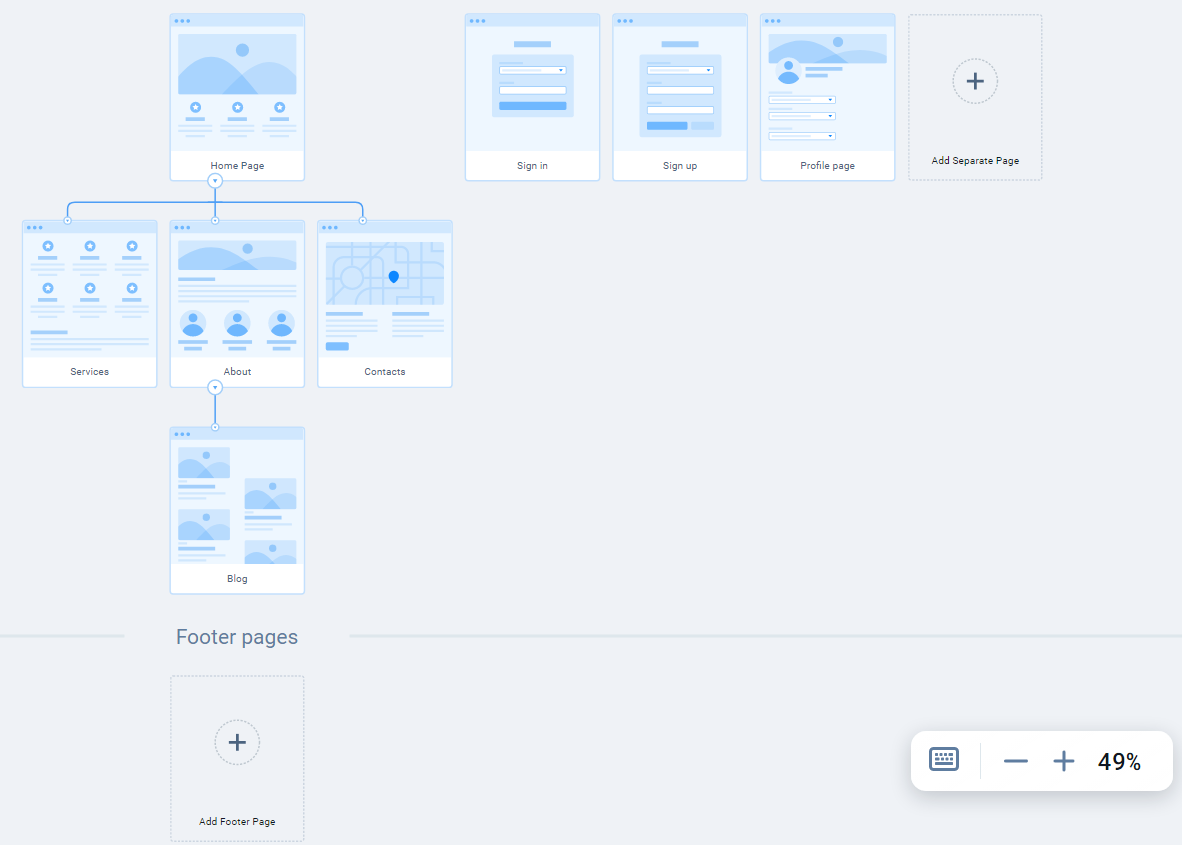 Home Page
Sign in
Sign up
Profile page
Add Separate Page
Services
About
Contacts
Blog
Footer pages
Add Footer Page
49%